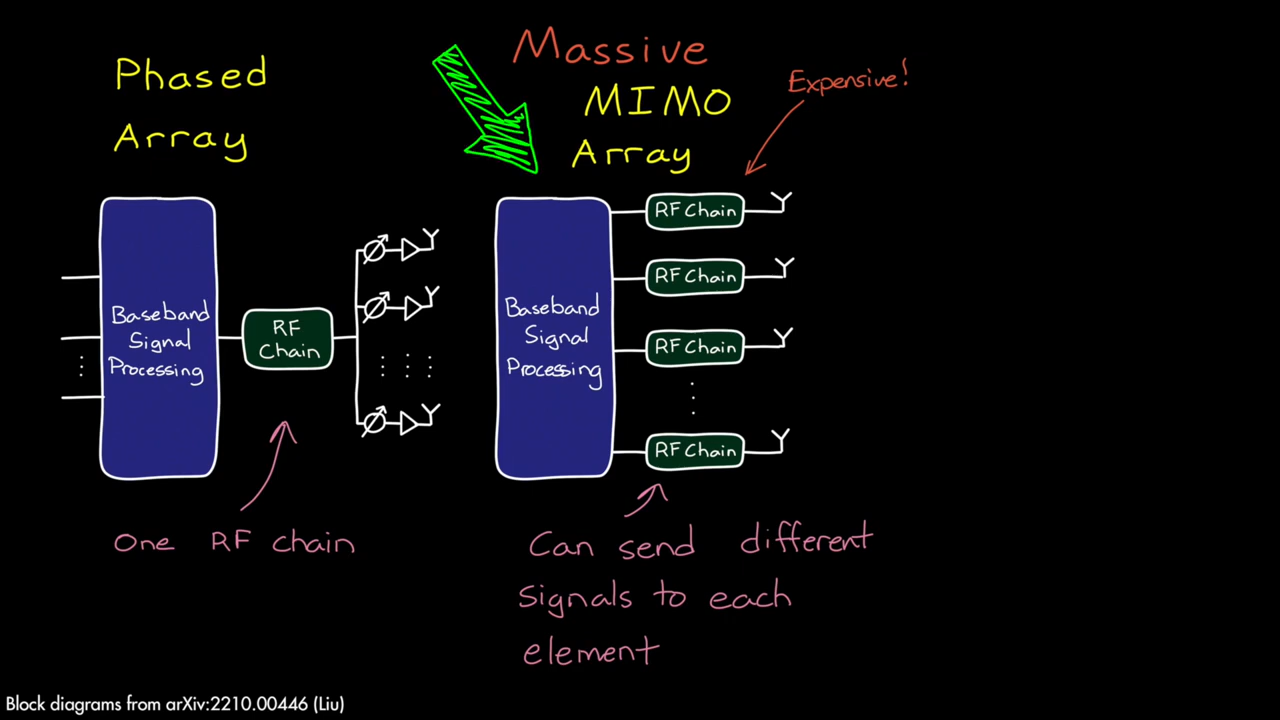 Phased
Array
Baseband
Signal
Processing
RF
Chain
One RF chain
Massive
MIMO
Array
Expensive!
Baseband
Signal
Processing
RF Chain
RF Chain
RF Chain
RF Chain
Can send different
signals to each
element
Block diagrams from arXiv:2210.00446 (Liu)